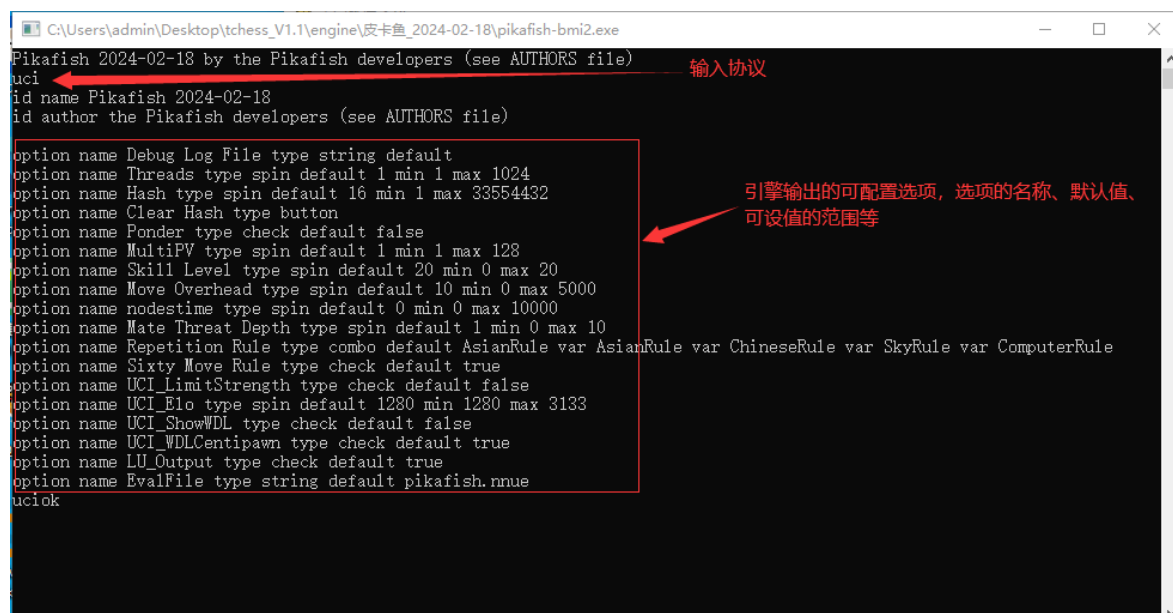 C:\Users\admin\Desktop\tchess_V1.1\engine\皮卡鱼_2024-02-18\pikafish-bmi2.exe
Pikafish 2024-02-18 by the Pikafish developers (see AUTHORS file)
uci
输入协议
id name Pikafish 2024-02-18
id author the Pikafish developers (see AUTHORS file)
option name Debug Log File type string default
option name Threads type spin default 1 min 1 max 1024
option name Hash type spin default 16 min 1 max 33554432
option name Clear Hash type button
option name Ponder type check default false
option name MultiPV type spin default 1 min 1 max 128
option name Skill Level type spin default 20 min 0 max 20
option name Move Overhead type spin default 10 min 0 max 5000
option name nodestime type spin default 0 min 0 max 10000
option name Mate Threat Depth type spin default 1 min 0 max 10
option name Repetition Rule type combo default AsianRule var AsianRule var ChineseRule var SkyRule var ComputerRule
option name Sixty Move Rule type check default true
option name UCI_LimitStrength type check default false
option name UCI_Elo type spin default 1280 min 1280 max 3133
option name UCI_ShowWDL type check default false
option name UCI_WDLCentipawn type check default true
option name LU_Output type check default true
option name EvalFile type string default pikafish.nnue
引擎输出的可配置选项，选项的名称、默认值、
可设值的范围等
uciok